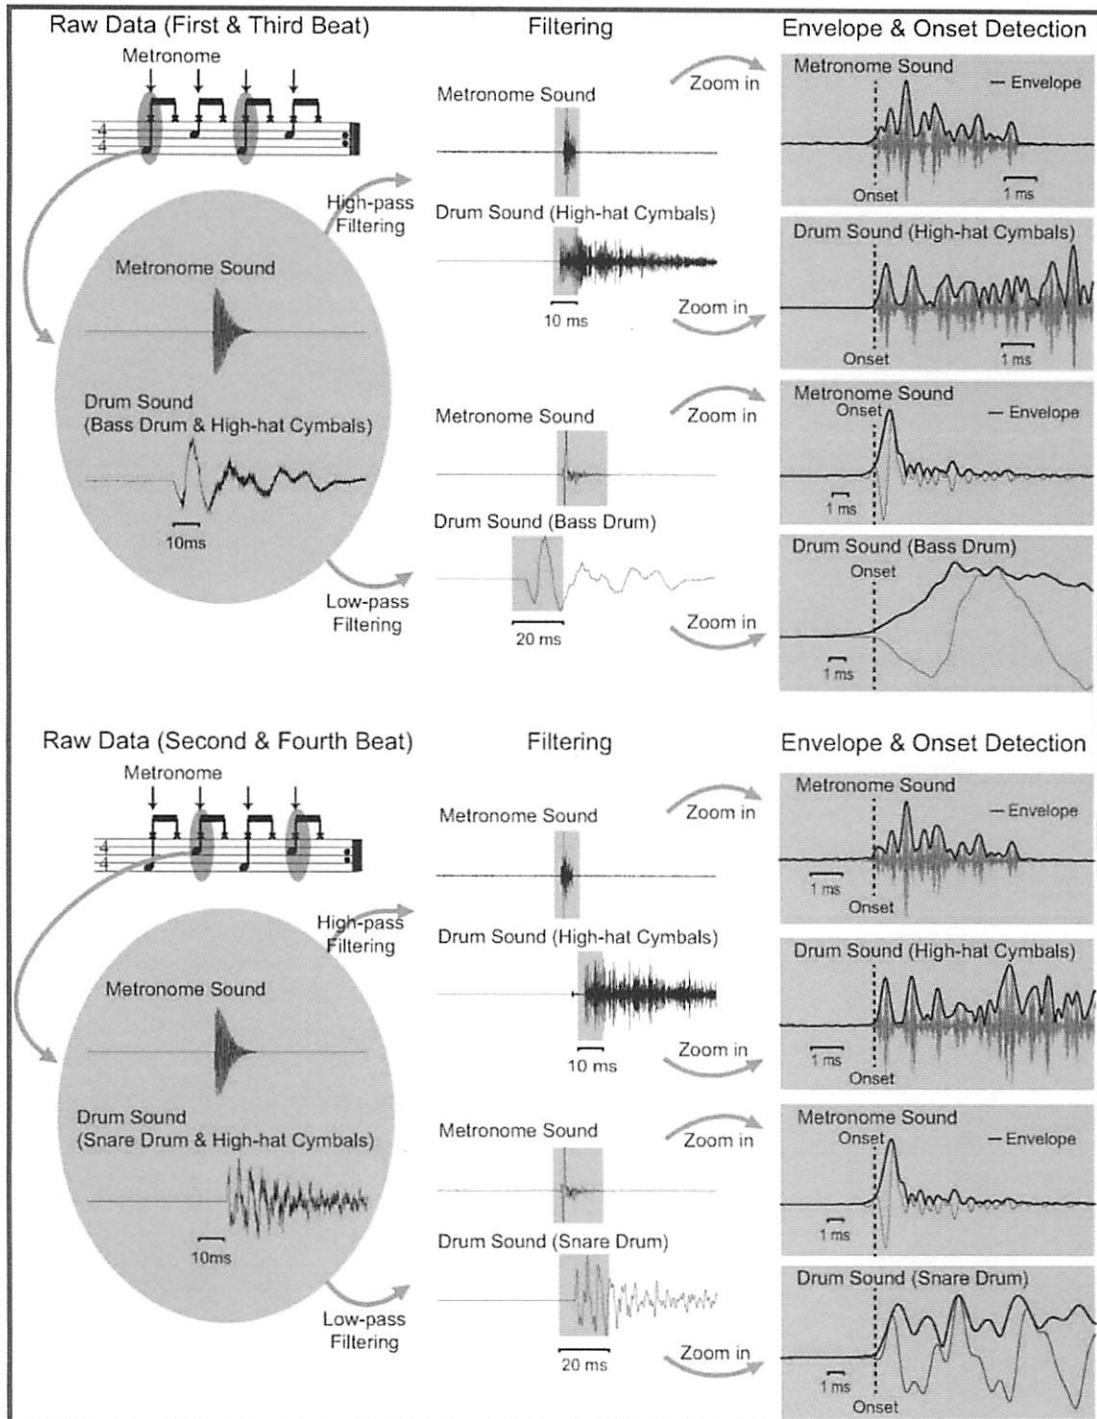 Raw Data (First & Third Beat)
Metronome
4
4
Metronome Sound
Drum Sound
(Bass Drum & High-hat Cymbals)
10ms
High-pass
Filtering
Low-pass
Filtering
Filtering
Metronome Sound
Drum Sound (High-hat Cymbals)
10 ms
Zoom in
Zoom in
Metronome Sound
Drum Sound (Bass Drum)
20 ms
Zoom in
Zoom in
Envelope & Onset Detection
Metronome Sound
Envelope
Onset
1 ms
Drum Sound (High-hat Cymbals)
Onset
1 ms
Metronome Sound
Onset
Envelope
1 ms
Drum Sound (Bass Drum)
Onset
1 ms
Raw Data (Second & Fourth Beat)
Metronome
4
4
Metronome Sound
Drum Sound
(Snare Drum & High-hat Cymbals)
10ms
High-pass
Filtering
Low-pass
Filtering
Filtering
Metronome Sound
Drum Sound (High-hat Cymbals)
10 ms
Zoom in
Zoom in
Metronome Sound
Drum Sound (Snare Drum)
20 ms
Zoom in
Zoom in
Envelope & Onset Detection
Metronome Sound
Envelope
1 ms
Onset
Drum Sound (High-hat Cymbals)
1 ms
Onset
Metronome Sound
Onset
Envelope
1 ms
Drum Sound (Snare Drum)
1 ms
Onset